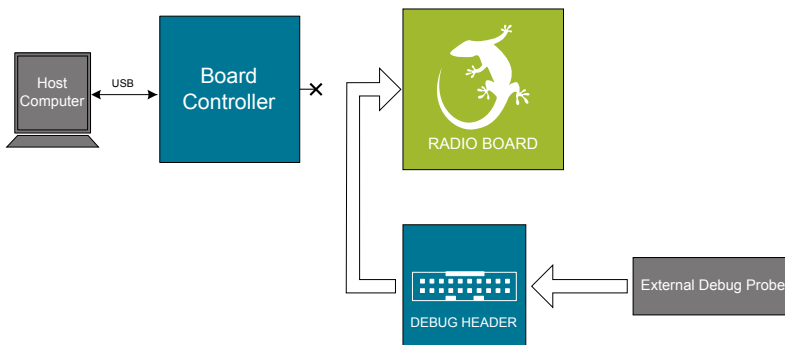 Host
Computer
USB
Board
Controller
RADIO BOARD
External Debug Probe
DEBUG HEADER